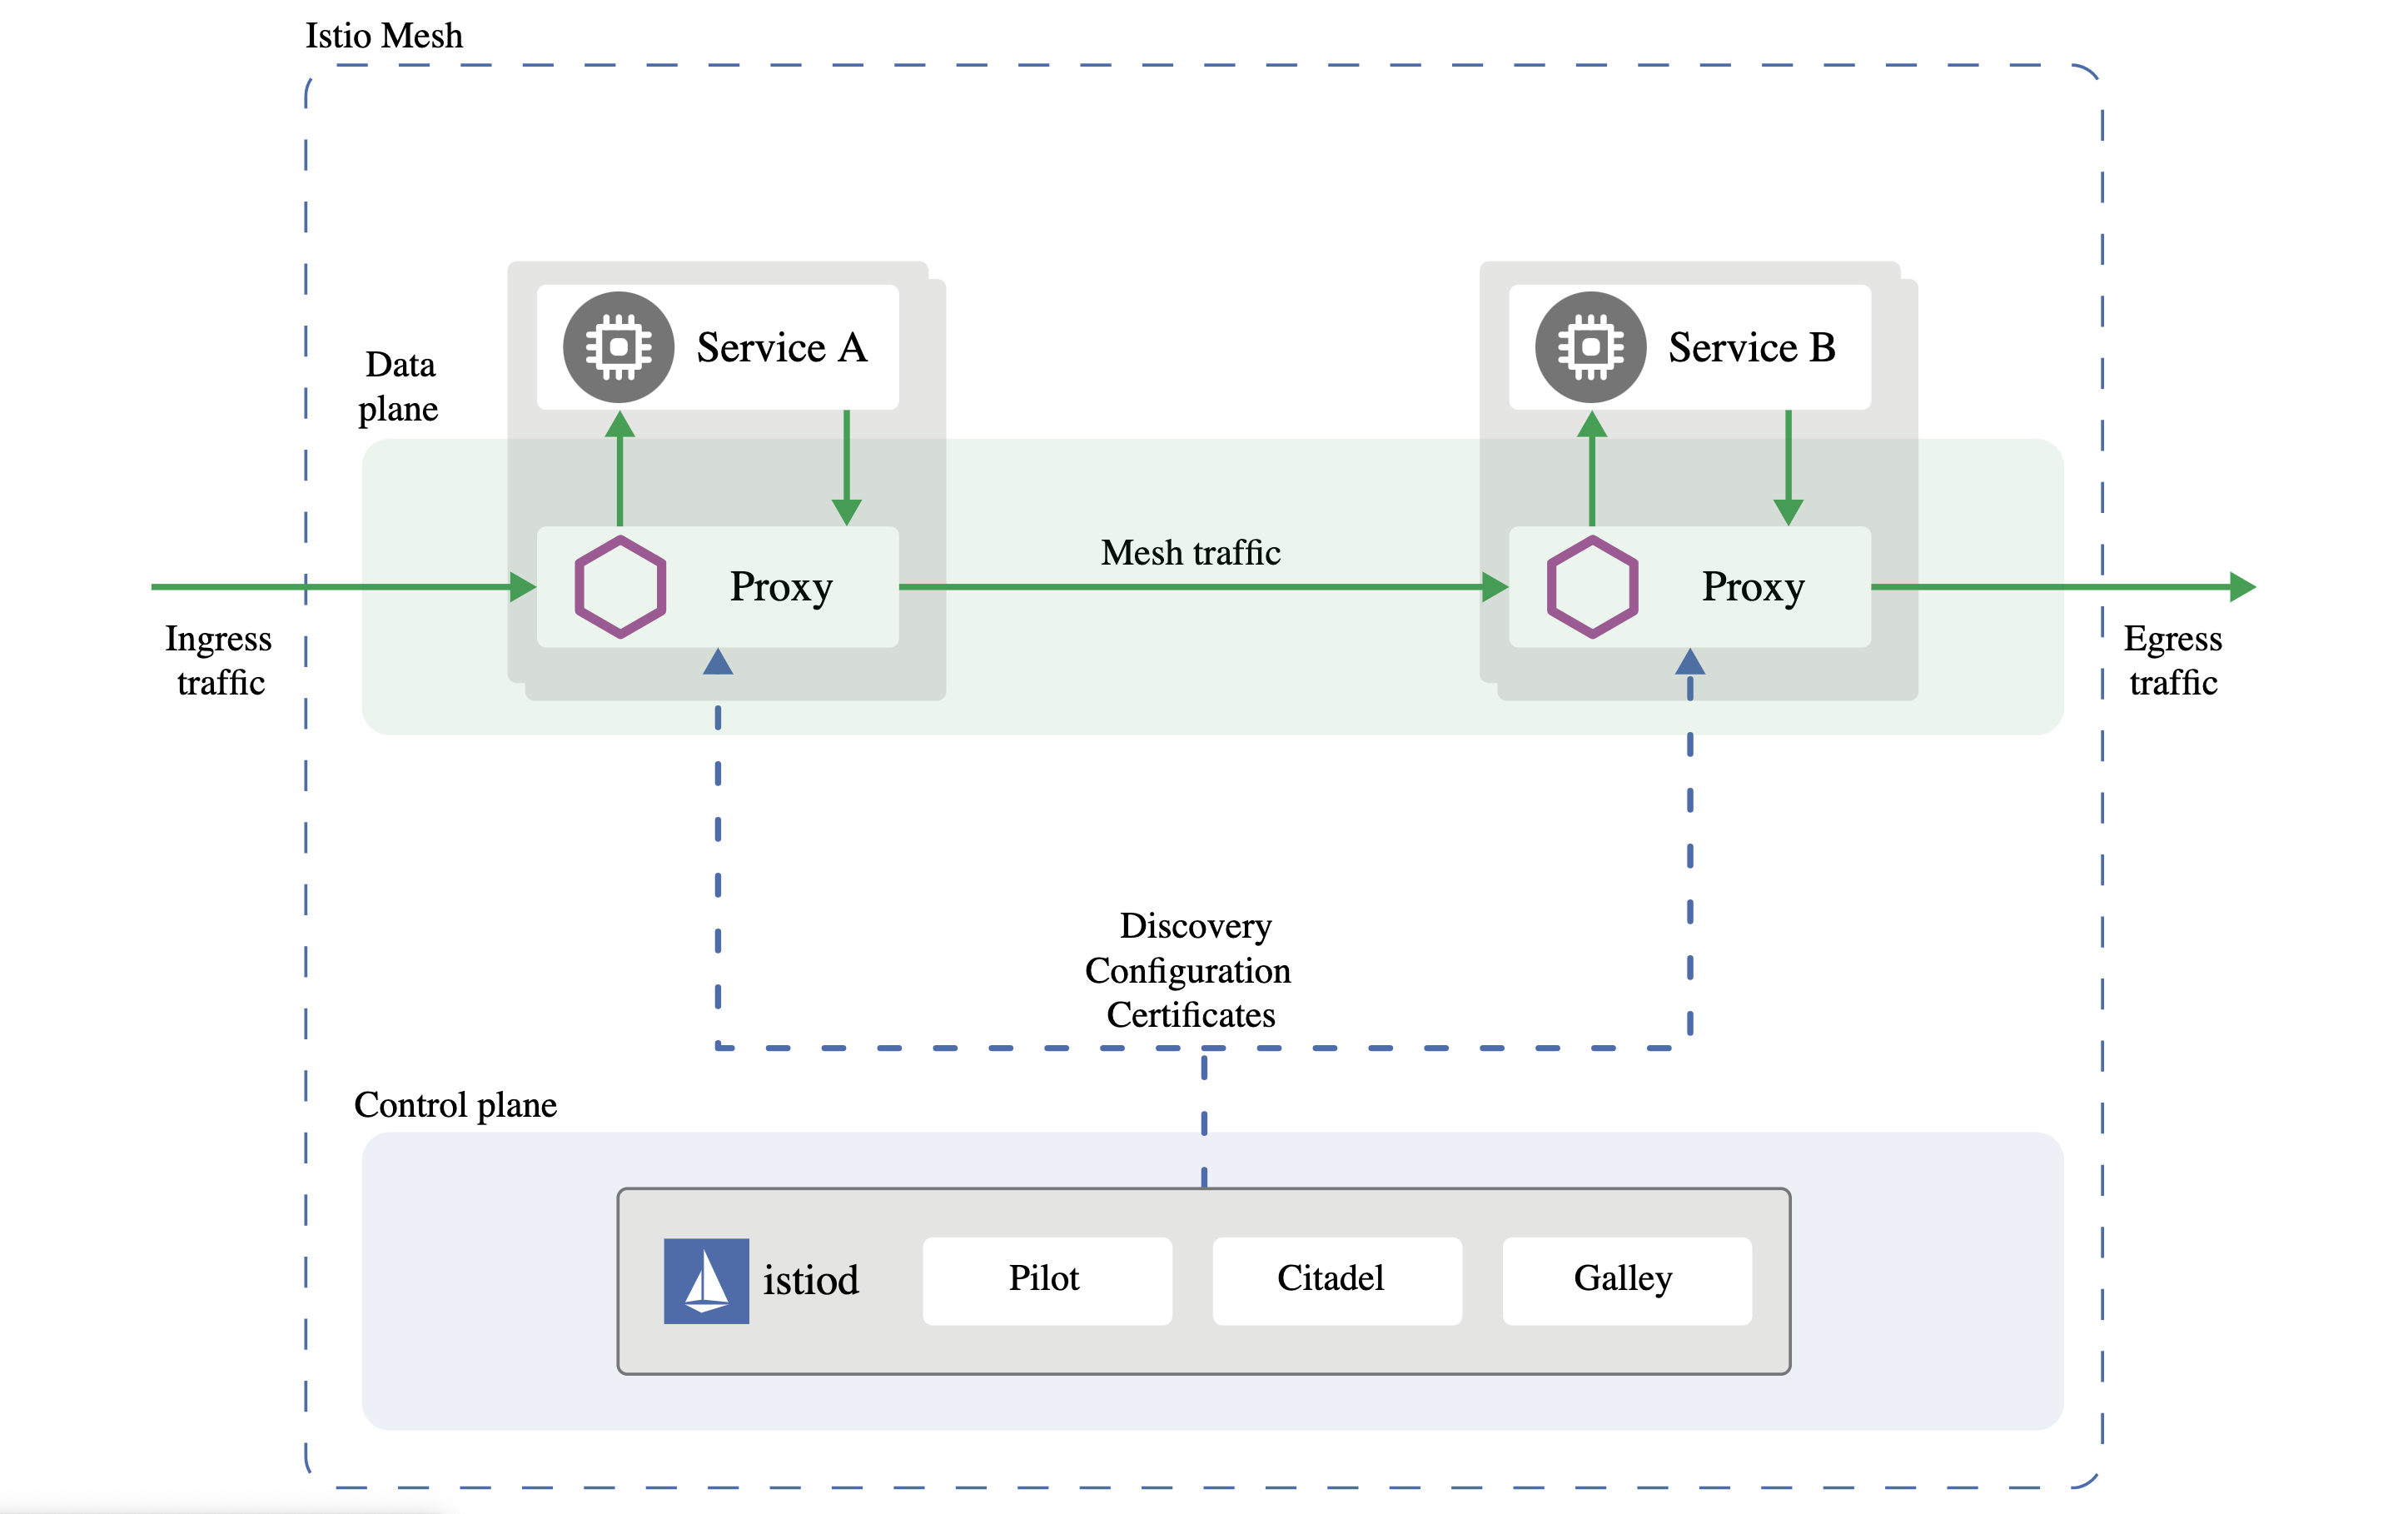 Istio Mesh
Service A
Service B
Data
plane
Mesh traffic
Proxy
Proxy
Ingress
traffic
Egress
traffic
Discovery
Configuration
Certificates
Control plane
istiod
Pilot
Citadel
Galley